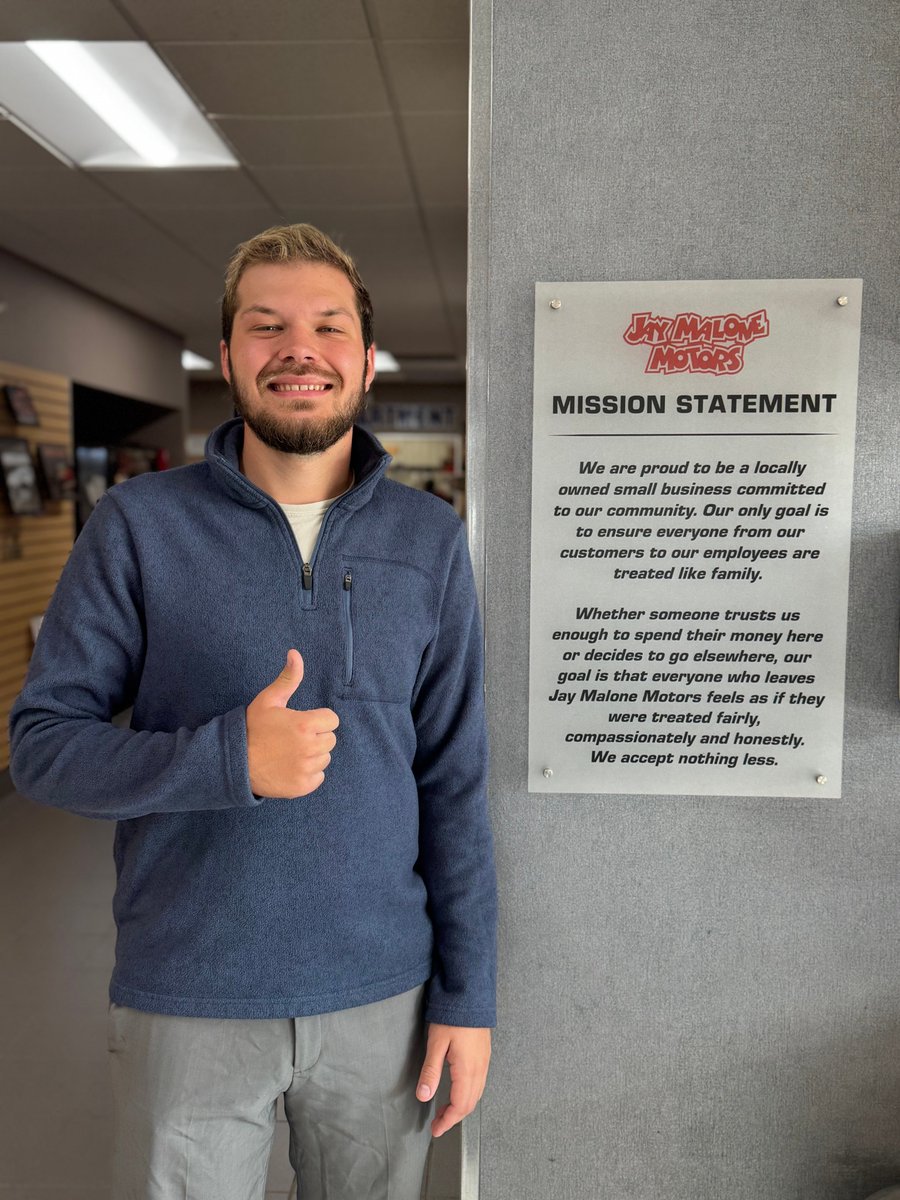 JAY MALONE
MOTORS
MISSION STATEMENT
We are proud to be a locally
owned small business committed
to our community. Our only goal is
to ensure everyone from our
customers to our employees are
treated like family.
Whether someone trusts us
enough to spend their money here
or decides to go elsewhere, our
goal is that everyone who leaves
Jay Malone Motors feels as if they
were treated fairly,
compassionately and honestly.
We accept nothing less.